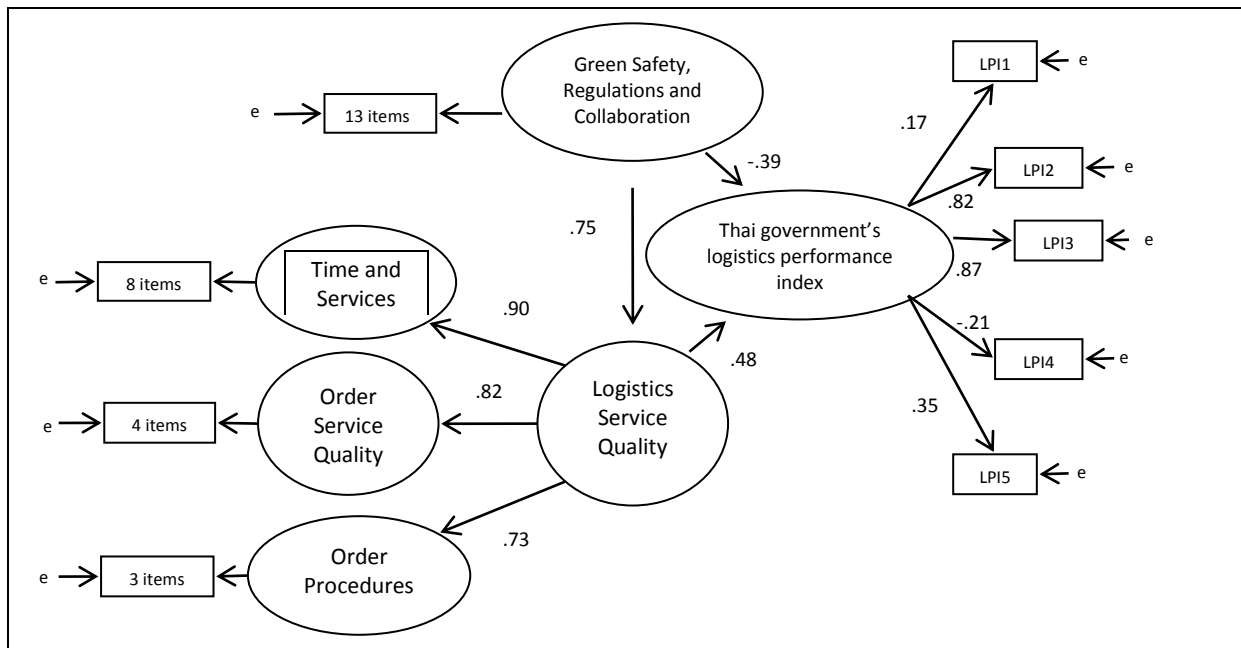 Green Safety,
Regulations and
Collaboration
e
13 items
LPI1
e
.17
-.39
LPI2
e
.82
Thai government's
logistics performance
index
LPI3
e
.87
.75
Time and
Services
e
8 items
.90
.48
-.21
LPI4
e
Order
Service
Quality
e
4 items
.82
Logistics
Service
Quality
.35
LPI5
e
.73
Order
Procedures
e
3 items